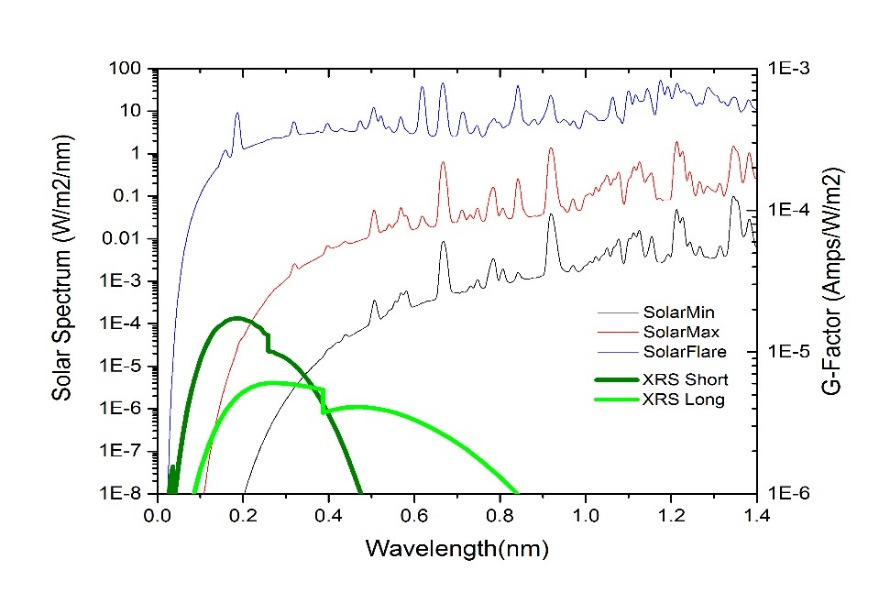 Solar Spectrum (W/m2/nm)
100
10
1
0.1
0.01
1E-3
1E-4
1E-5
1E-6
1E-7
1E-8
0.0
0.2
0.4
0.6
0.8
1.0
1.2
1.4
Wavelength(nm)
SolarMin
SolarMax
SolarFlare
XRS Short
XRS Long
1E-3
1E-4
1E-5
1E-6
G-Factor (Amps/W/m2)